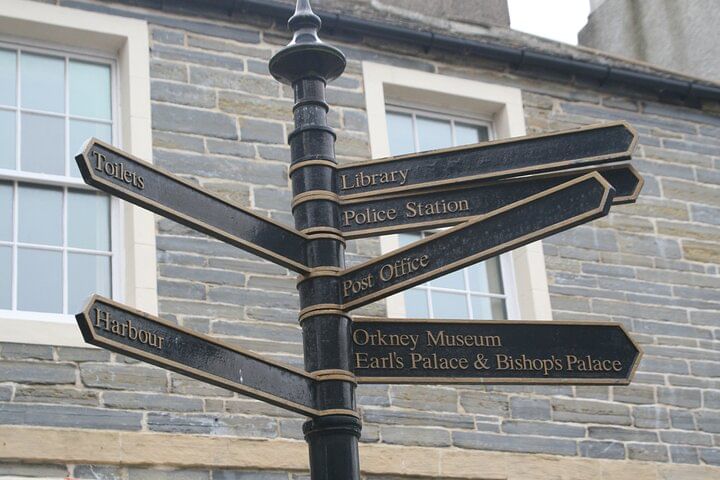 Toilets
Library
Police Station
Post Office
Harbour
Orkney Museum
Earl's Palace & Bishop's Palace